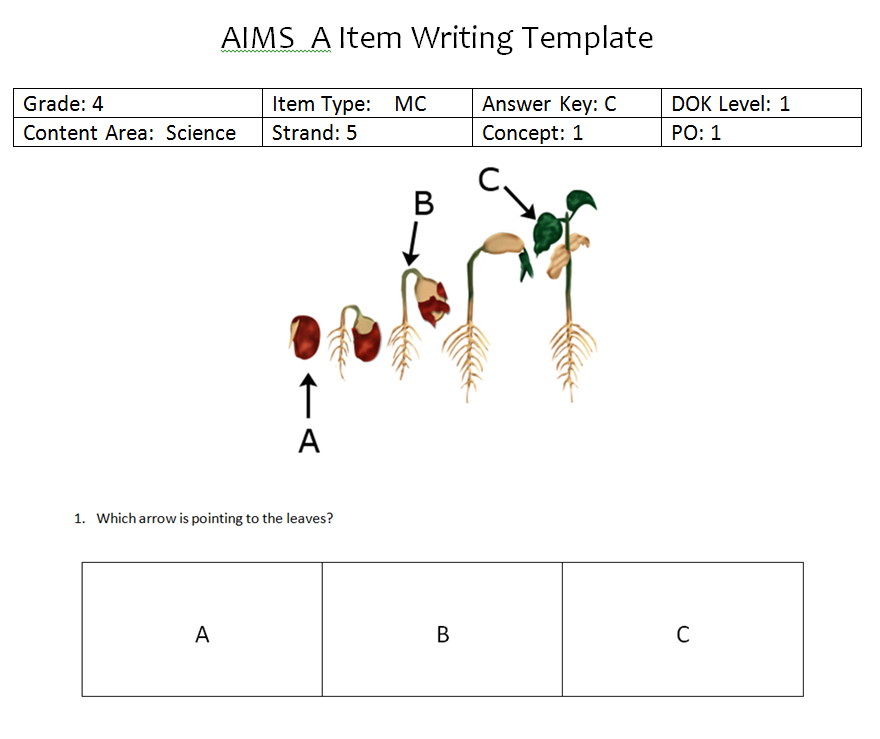 AIMS A Item Writing Template
Grade: 4 Item Type: MC Answer Key: C DOK Level: 1
Content Area: Science Strand: 5 Concept: 1 PO: 1
C
B
A
1. Which arrow is pointing to the leaves?
A B C